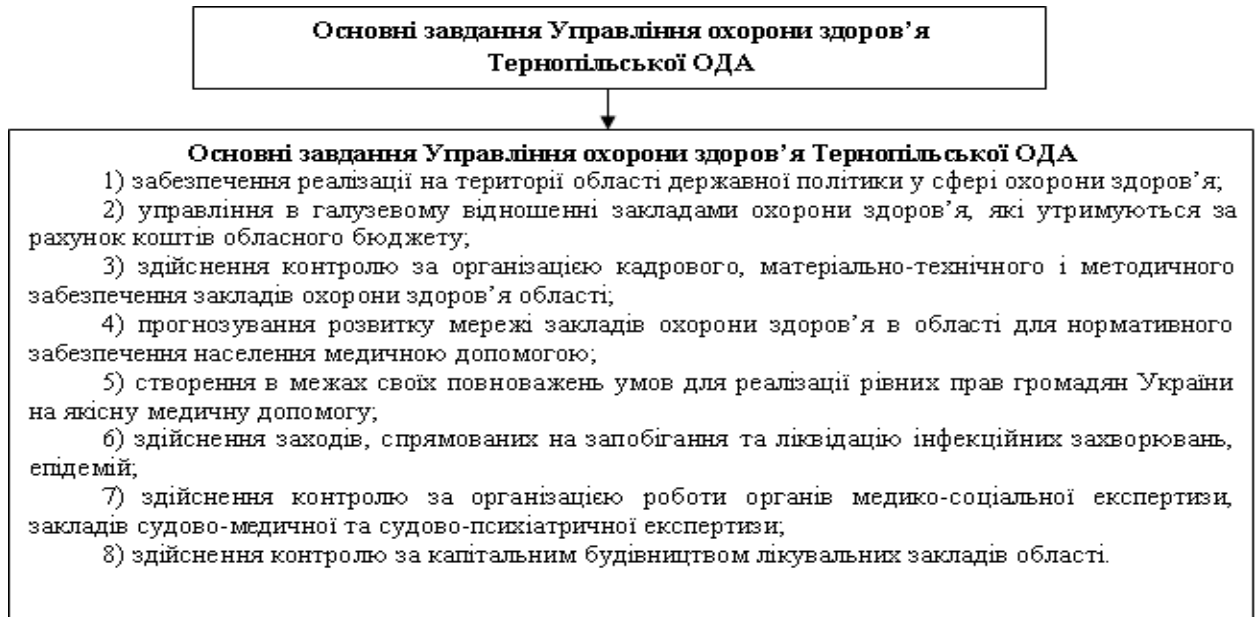 Основні завдання Управління охорони здоров’я
Тернопільської ОДА
Основні завдання Управління охорони здоров’я Тернопільської ОДА
1) забезпечення реалізації на території області державної політики у сфері охорони здоров’я;
2) управління в галузевому відношенні закладами охорони здоров’я, які утримуються за
рахунок коштів обласного бюджету;
3) здійснення контролю за організацією кадрового, матеріально-технічного і методичного
забезпечення закладів охорони здоров’я області;
4) прогнозування розвитку мережі закладів охорони здоров’я в області для нормативного
забезпечення населення медичною допомогою;
5) створення в межах своїх повноважень умов для реалізації рівних прав громадян України
на якісну медичну допомогу;
6) здійснення заходів, спрямованих на запобігання та ліквідацію інфекційних захворювань,
епідемій;
7) здійснення контролю за організацією роботи органів медико-соціальної експертизи,
закладів судово-медичної та судово-психіатричної експертизи;
8) здійснення контролю за капітальним будівництвом лікувальних закладів області.